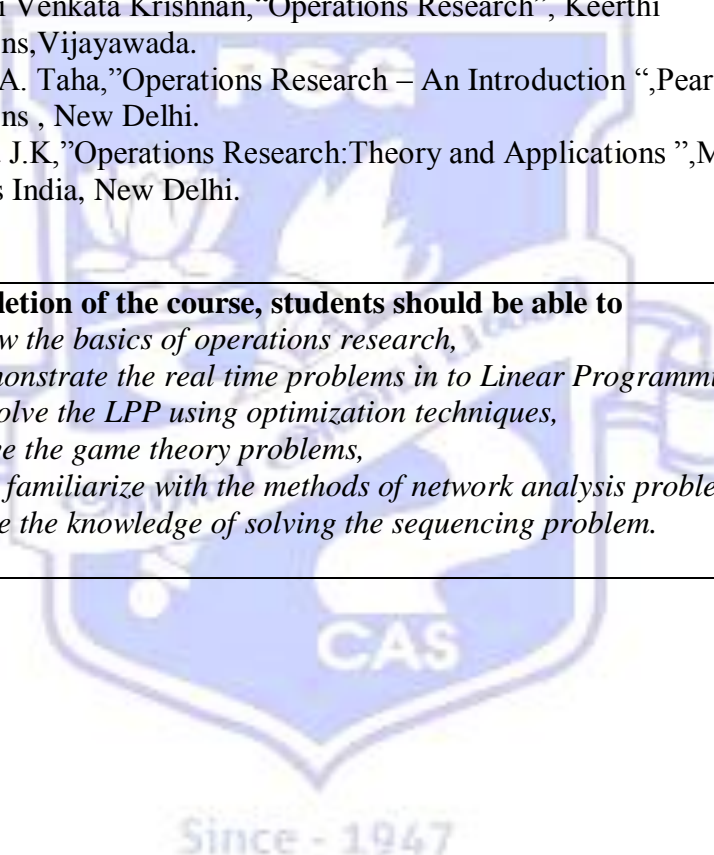 i Venkata Krishnan,“Operations Research”, Keerthi
ns,Vijayawada.
A. Taha,”Operations Research – An Introduction “,Pear
ns , New Delhi.
. J.K,”Operations Research:Theory and Applications ”,M
s India, New Delhi.
letion of the course, students should be able to
w the basics of operations research,
nonstrate the real time problems in to Linear Programmi
olve the LPP using optimization techniques,
e the game theory problems,
familiarize with the methods of network analysis proble
e the knowledge of solving the sequencing problem.
PSG
CAS
Since - 1947